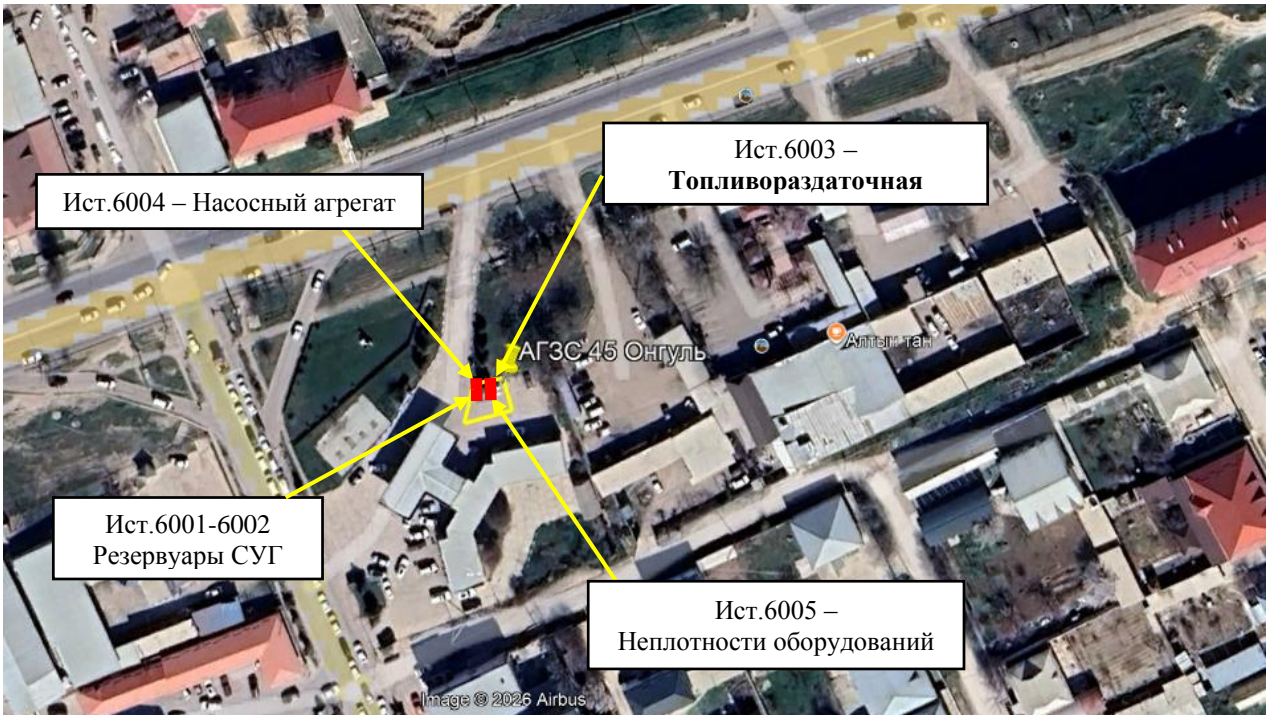 Ист.6003 –
Топливораздаточная
Ист.6004 – Насосный агрегат
АГЗС 45 Онгуль
Алтын тан
Ист.6001-6002
Резервуары СУГ
Ист.6005 –
Неплотности оборудований
Image © 2026 Airbus